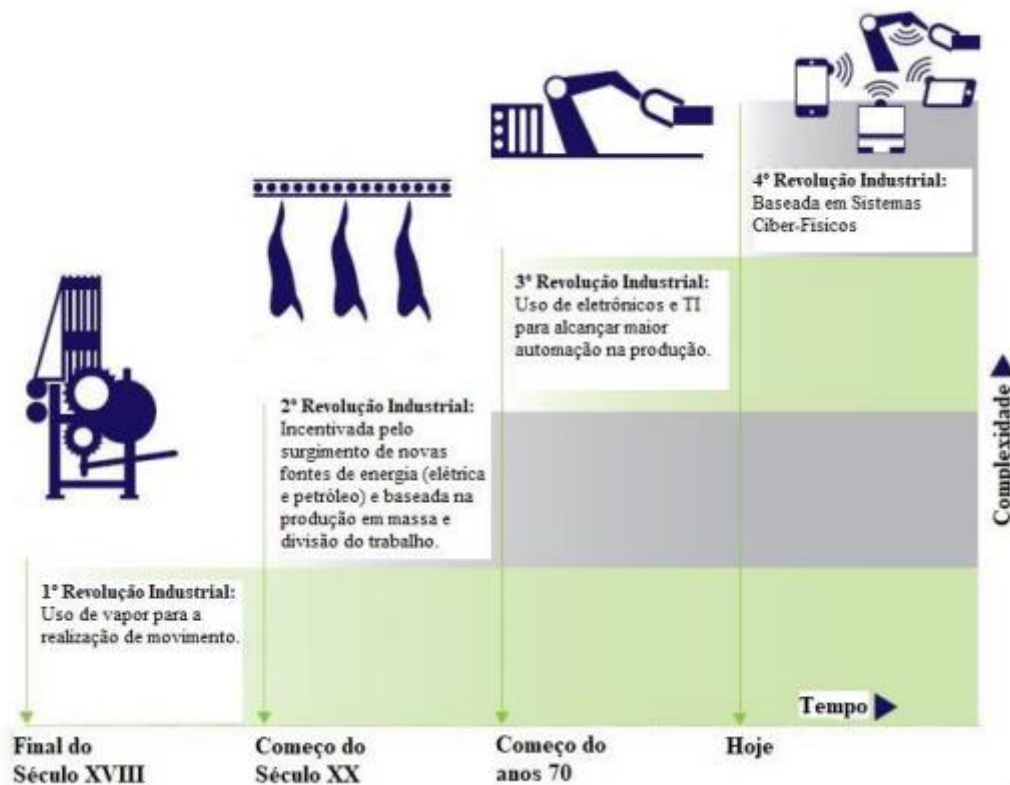 4º Revolução Industrial:
Baseada em Sistemas
Ciber-Físicos
3º Revolução Industrial:
Uso de eletrônicos e TI
para alcançar maior
automação na produção.
2º Revolução Industrial:
Incentivada pelo
surgimento de novas
fontes de energia (elétrica
e petróleo) e baseada na
produção em massa e
divisão do trabalho.
1º Revolução Industrial:
Uso de vapor para a
realização de movimento.
Complexidade
Tempo
Final do
Século XVIII
Começo do
Século XX
Começo do
anos 70
Hoje